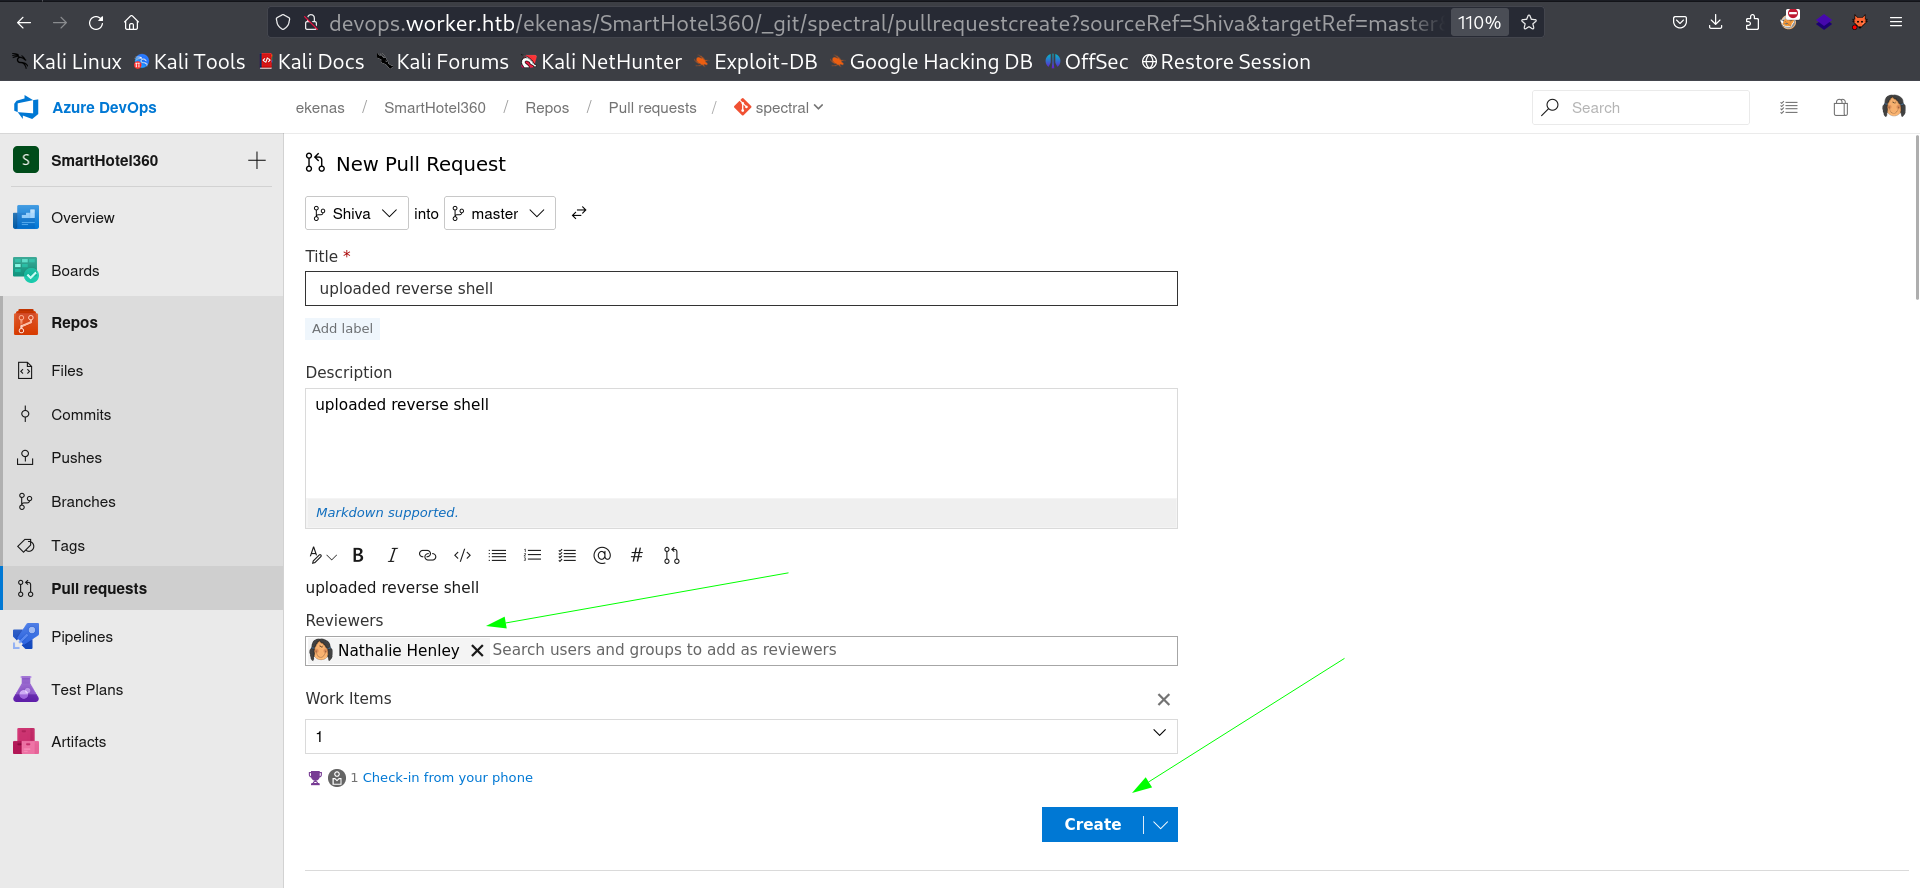 devops.worker.htb/ekenas/SmartHotel360/_git/spectral/pullrequestcreate?sourceRef=Shiva&targetRef=master
110%
Kali Linux Kali Tools Kali Docs Kali Forums Kali NetHunter Exploit-DB Google Hacking DB OffSec Restore Session
Azure DevOps
ekenas / SmartHotel360 / Repos / Pull requests / spectral
Search
S SmartHotel360
Overview
Boards
Repos
Files
Commits
Pushes
Branches
Tags
Pull requests
Pipelines
Test Plans
Artifacts
New Pull Request
Shiva into master
Title *
uploaded reverse shell
Add label
Description
uploaded reverse shell
Markdown supported.
B I </> @ #
uploaded reverse shell
Reviewers
Nathalie Henley Search users and groups to add as reviewers
Work Items
1
1 Check-in from your phone
Create